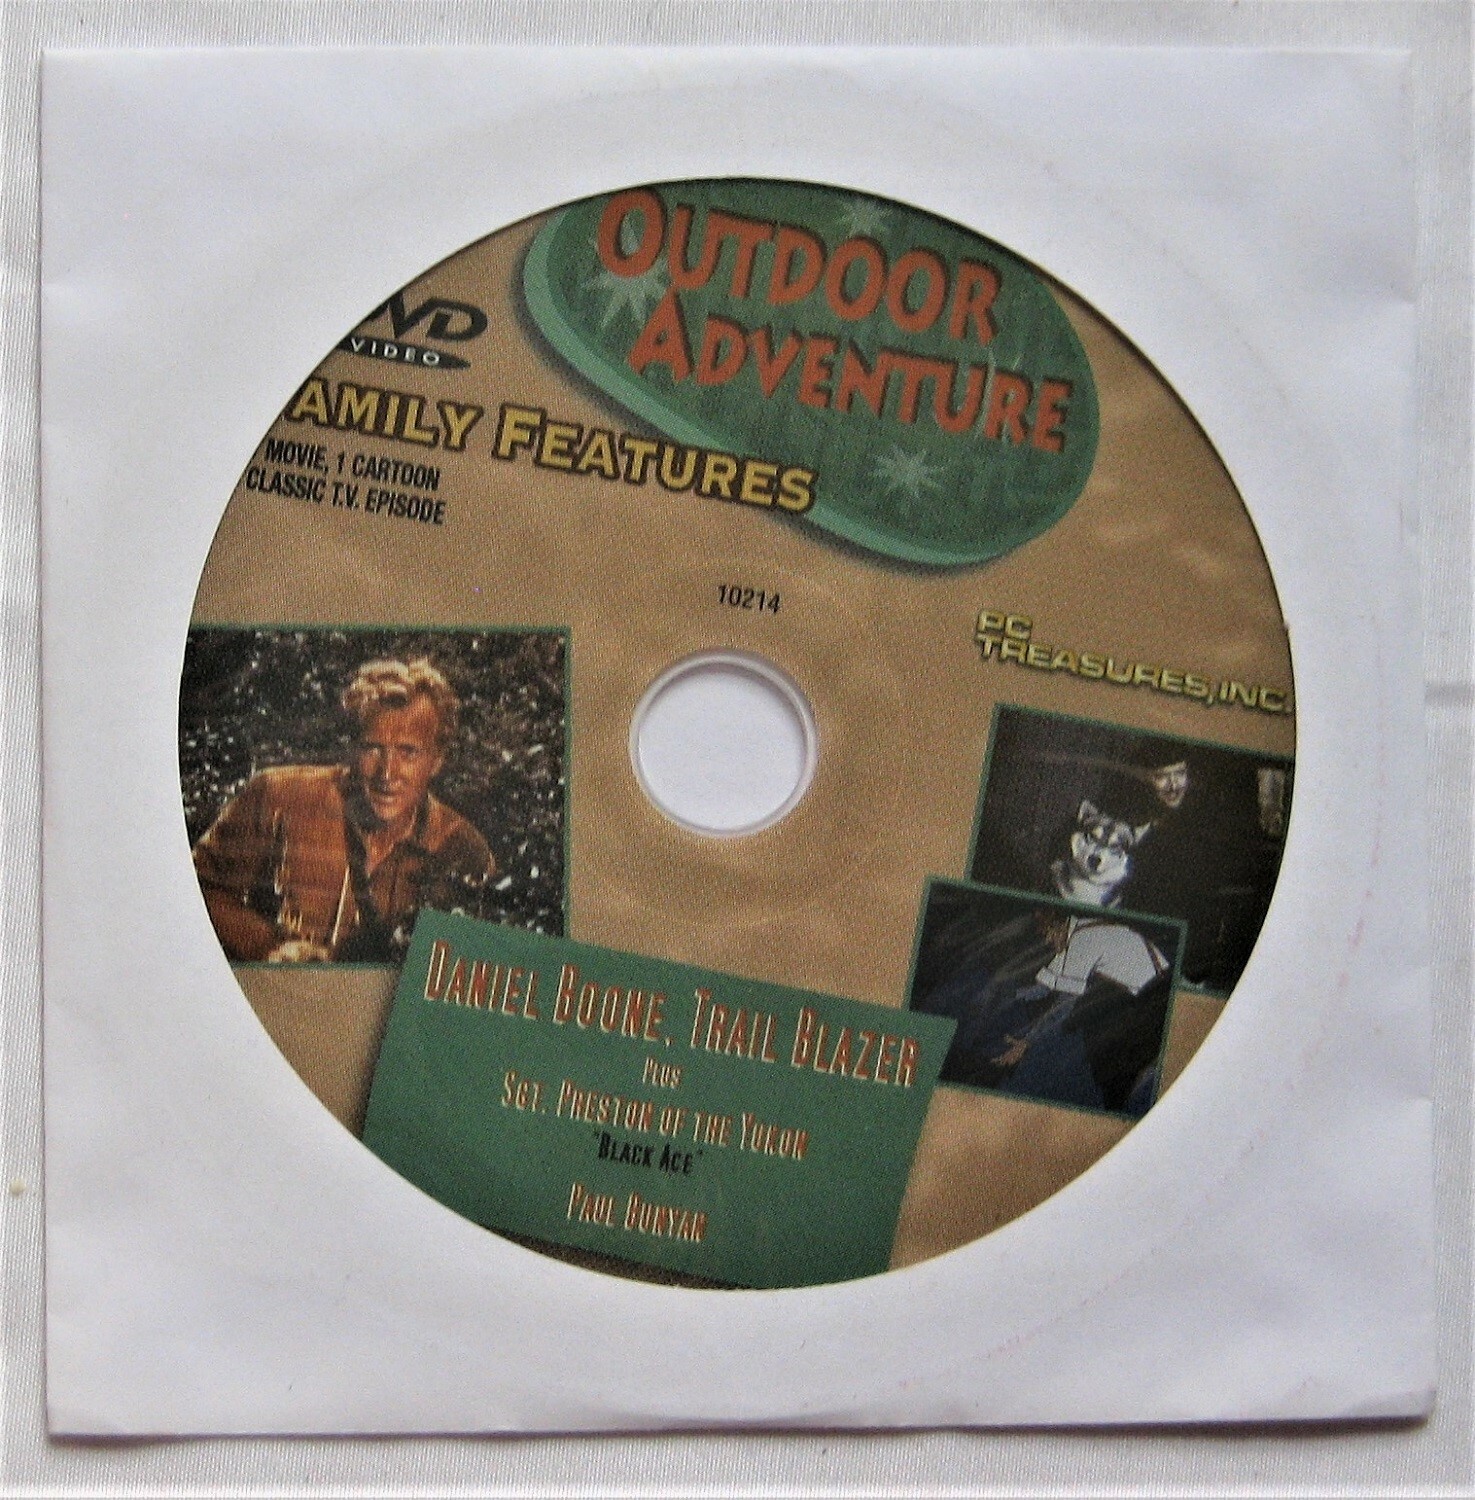 OUTDOOR
ADVENTURE
DVD
VIDEO
AMILY FEATURES
MOVIE, 1 CARTOON
CLASSIC T.V. EPISODE
10214
PC
TREASURES, INC.
DANIEL BOONE, TRAIL BLAZER
PLUS
SGT. PRESTON OF THE YUKON
"BLACK ACE"
PAUL BUNYAN